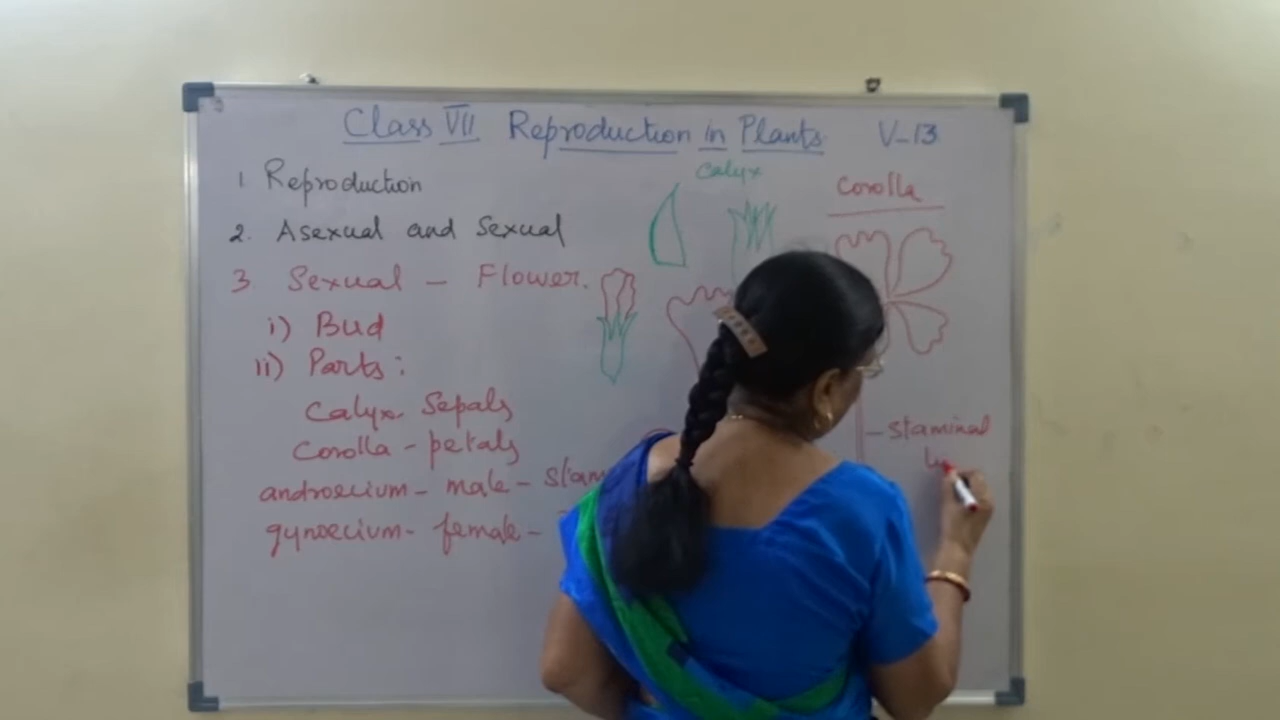 Class VII Reproduction in Plants V-13
1. Reproduction
2. Asexual and Sexual
3. Sexual - Flower.
i) Bud
ii) Parts:
Calyx Sepals
Corolla - petals
androecium - male -
gynoecium - female -
Calyx
Corolla
- staminal